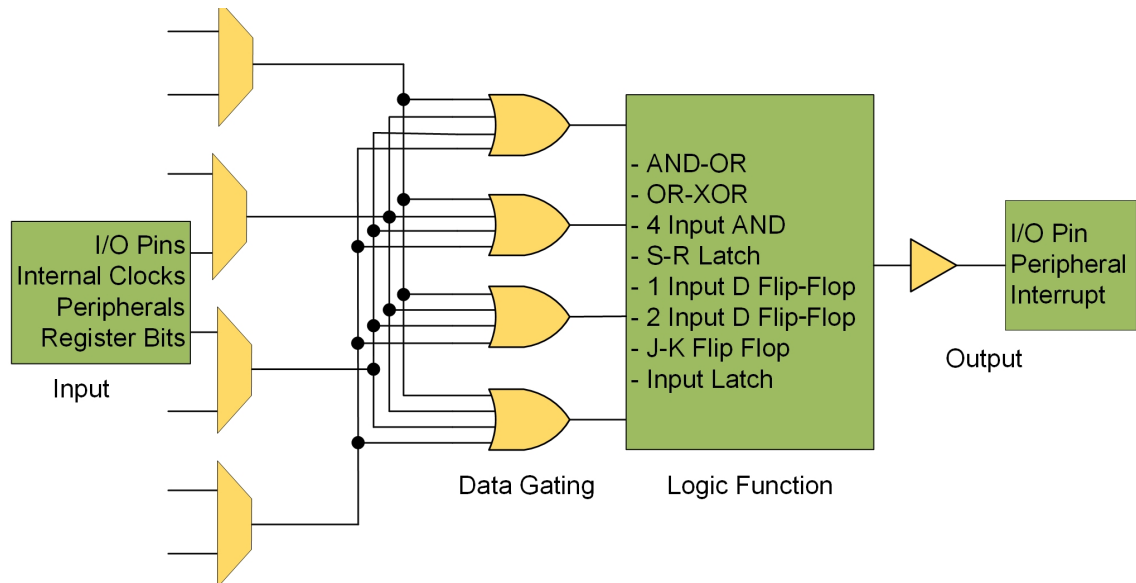 I/O Pins
Internal Clocks
Peripherals
Register Bits
Input
Data Gating
- AND-OR
- OR-XOR
- 4 Input AND
- S-R Latch
- 1 Input D Flip-Flop
- 2 Input D Flip-Flop
- J-K Flip Flop
- Input Latch
Logic Function
Output
I/O Pin
Peripheral
Interrupt